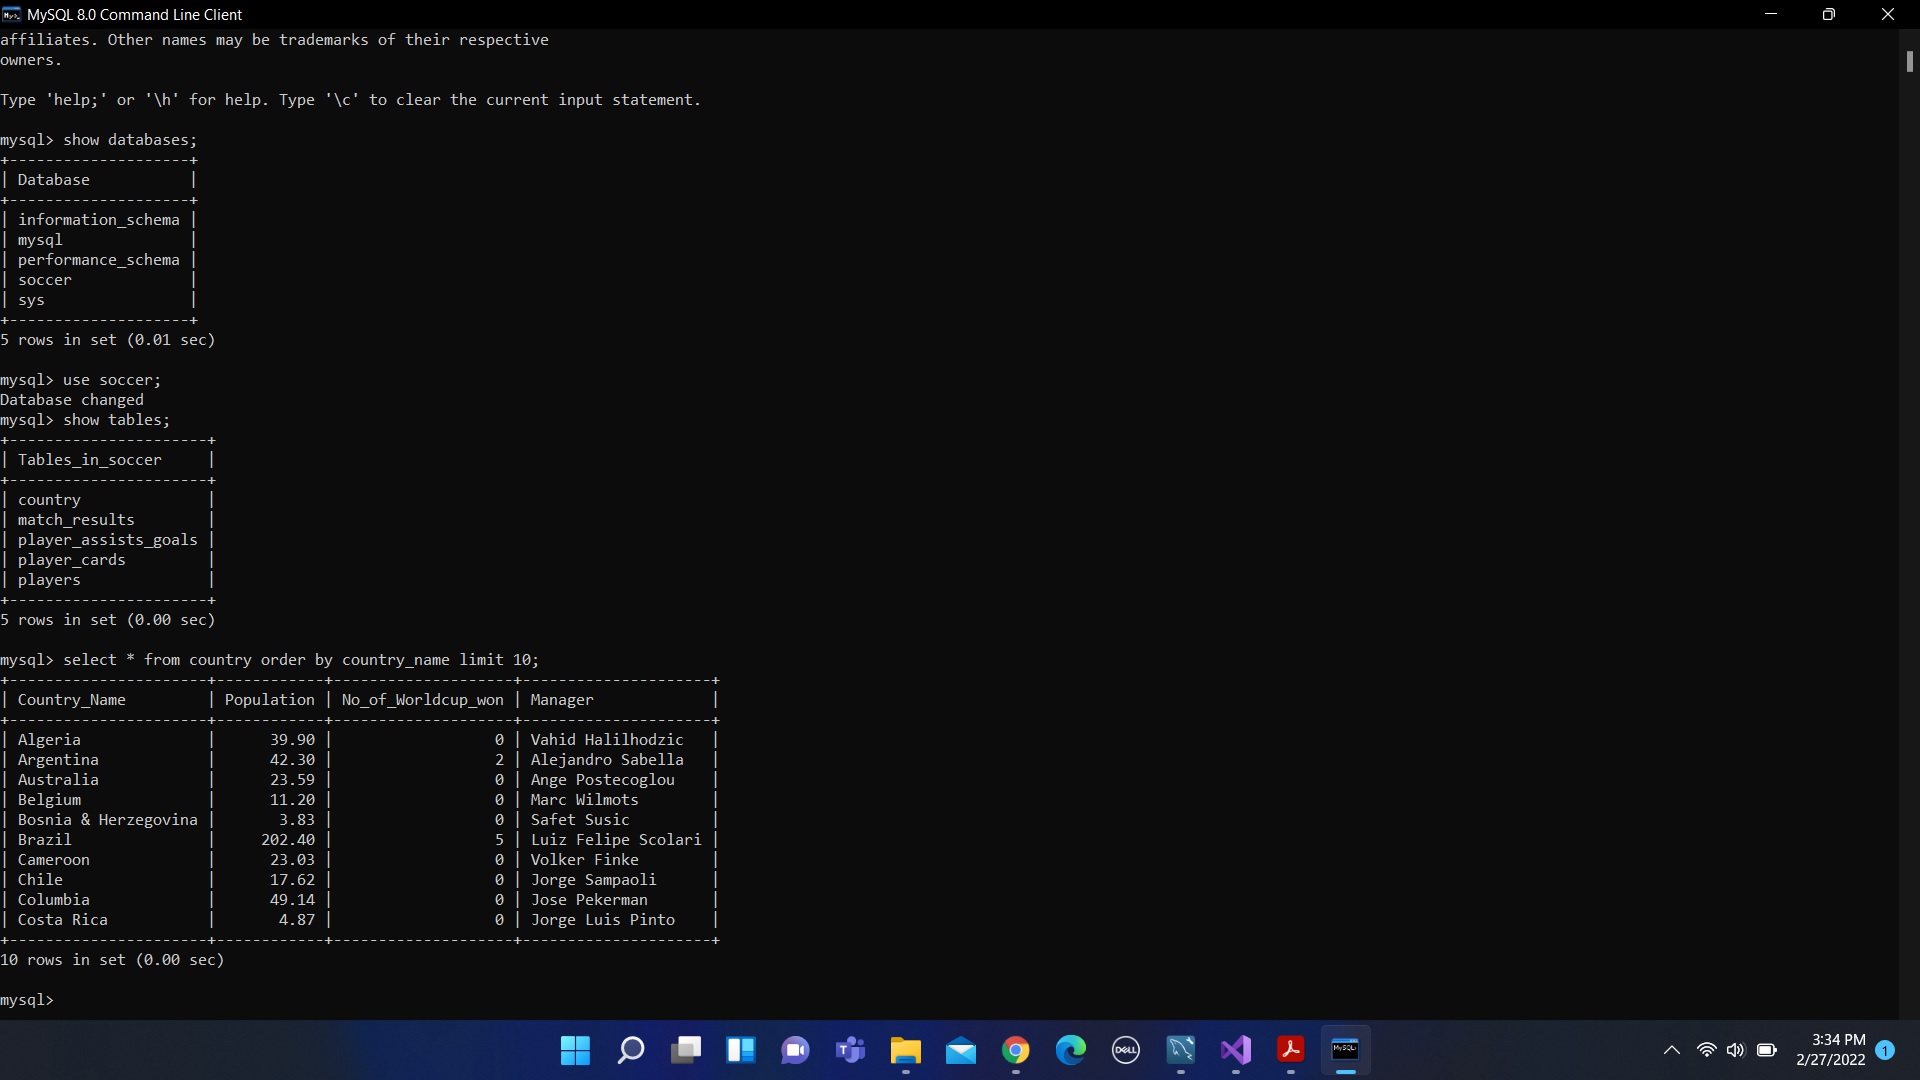 MySQL 8.0 Command Line Client
affiliates. Other names may be trademarks of their respective
owners.
Type 'help;' or '\h' for help. Type '\c' to clear the current input statement.
mysql> show databases;
+--------------------+
| Database           |
+--------------------+
| information_schema |
| mysql              |
| performance_schema |
| soccer             |
| sys                |
+--------------------+
5 rows in set (0.01 sec)
mysql> use soccer;
Database changed
mysql> show tables;
+----------------------+
| Tables_in_soccer     |
+----------------------+
| country              |
| match_results        |
| player_assists_goals |
| player_cards         |
| players              |
+----------------------+
5 rows in set (0.00 sec)
mysql> select * from country order by country_name limit 10;
+----------------------+------------+--------------------+---------------------+
| Country_Name         | Population | No_of_Worldcup_won | Manager             |
+----------------------+------------+--------------------+---------------------+
| Algeria              |      39.90 |                  0 | Vahid Halilhodzic   |
| Argentina            |      42.30 |                  2 | Alejandro Sabella   |
| Australia            |      23.59 |                  0 | Ange Postecoglou    |
| Belgium              |      11.20 |                  0 | Marc Wilmots        |
| Bosnia & Herzegovina |       3.83 |                  0 | Safet Susic         |
| Brazil               |     202.40 |                  5 | Luiz Felipe Scolari |
| Cameroon             |      23.03 |                  0 | Volker Finke        |
| Chile                |      17.62 |                  0 | Jorge Sampaoli      |
| Columbia             |      49.14 |                  0 | Jose Pekerman       |
| Costa Rica           |       4.87 |                  0 | Jorge Luis Pinto    |
+----------------------+------------+--------------------+---------------------+
10 rows in set (0.00 sec)
mysql>
DELL
3:34 PM
2/27/2022
1